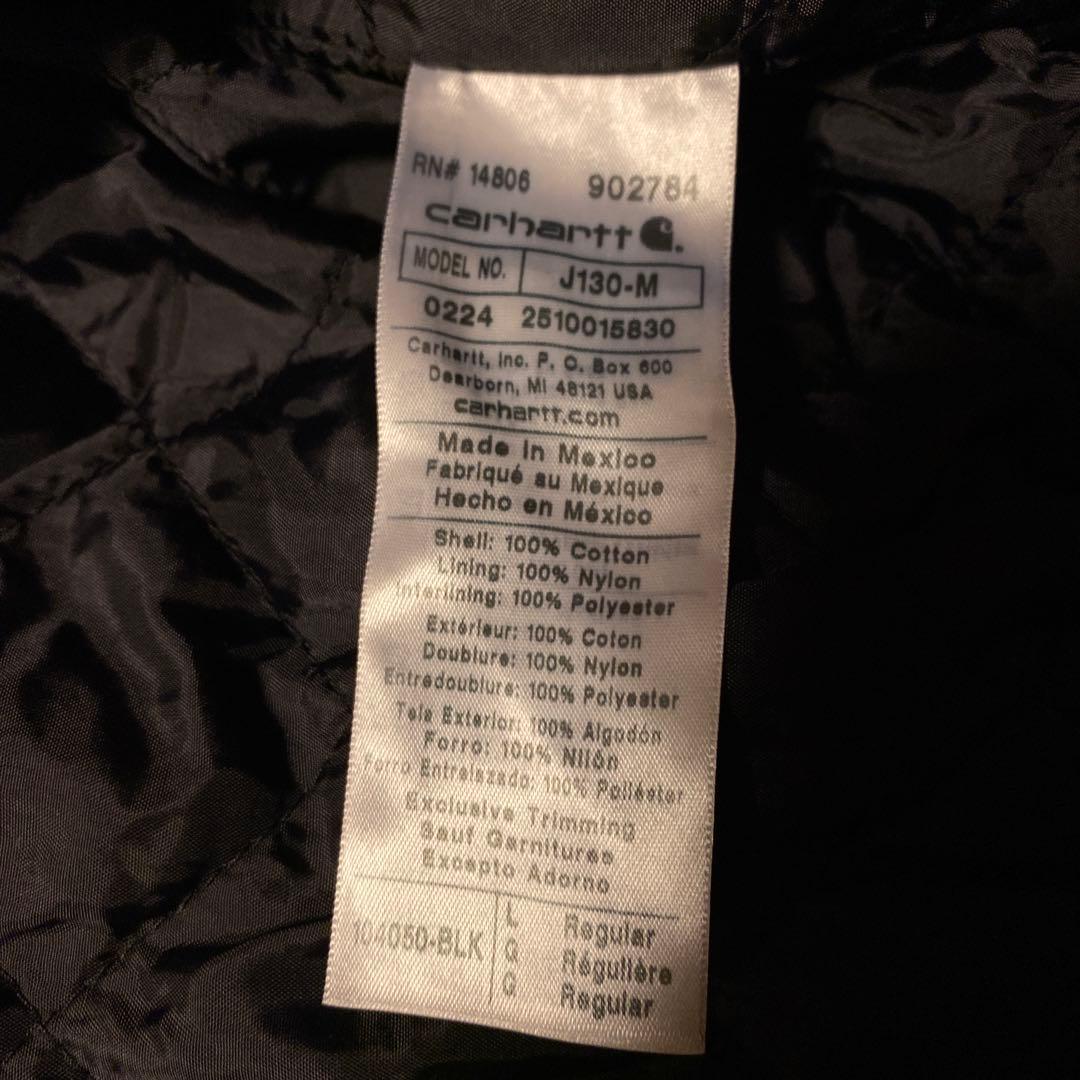 RN# 14806 902784
carhartt
MODEL NO. J130-M
0224 2510015830
Carhartt, Inc. P. O. Box 600
Dearborn, MI 48121 USA
carhartt.com
Made in Mexico
Fabriqué au Mexique
Hecho en México
Shell: 100% Cotton
Lining: 100% Nylon
Interlining: 100% Polyester
Extérieur: 100% Coton
Doublure: 100% Nylon
Entredoublure: 100% Polyester
Tela Exterior: 100% Algodón
Forro: 100% Nilón
Forro Entrelazado: 100% Poliéster
Exclusive Trimming
Sauf Garnitures
Excepto Adorno
104050-BLK
L Regular
G Régulière
G Regular